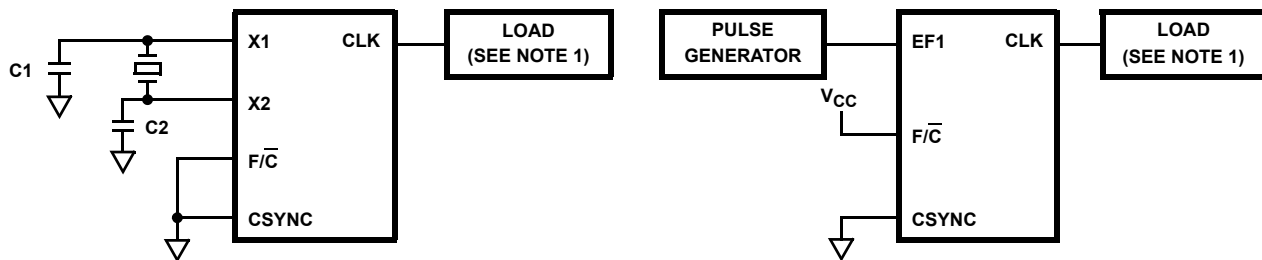 X1
CLK
LOAD
(SEE NOTE 1)
C1
X2
C2
F/C̅
CSYNC
PULSE
GENERATOR
EF1
CLK
LOAD
(SEE NOTE 1)
VCC
F/C̅
CSYNC